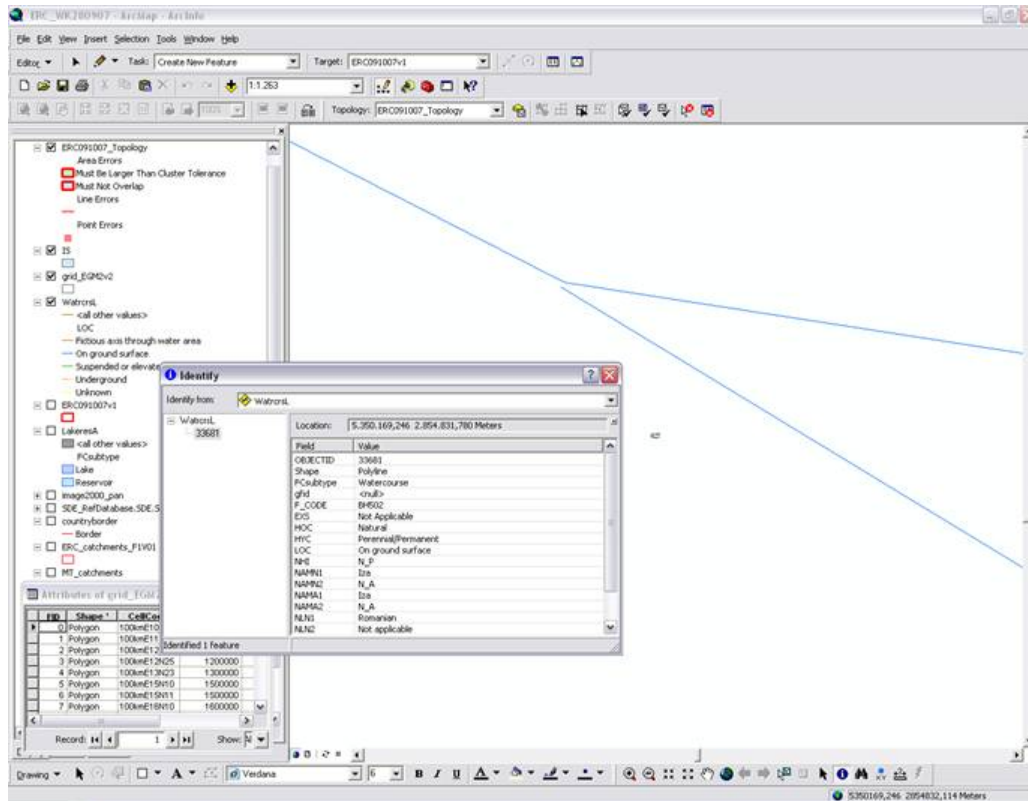 ERC_WK280907 - ArcMap - ArcInfo
File Edit View Insert Selection Tools Window Help
Editor Task: Create New Feature Target: ERC091007v1
1:1.263
100% Topology: ERC091007_Topology
ERC091007_Topology
Area Errors
Must Be Larger Than Cluster Tolerance
Must Not Overlap
Line Errors
Point Errors
IS
grid_EGM2v2
WatrcrsL
<all other values>
LOC
Fictious axis through water area
On ground surface
Suspended or elevate
Underground
Unknown
ERC091007v1
LakeresA
<all other values>
FCsubtype
Lake
Reservoir
image2000_pan
SDE_RefDatabase.SDE.S
countryborder
Border
ERC_catchments_F1V01
MT_catchments
Identify
Identify from: WatrcrsL
WatrcrsL
33681
Location: 5.350.169,246 2.854.831,780 Meters
Field Value
OBJECTID 33681
Shape Polyline
FCsubtype Watercourse
gfid <null>
F_CODE BH502
EXS Not Applicable
HOC Natural
HYC Perennial/Permanent
LOC On ground surface
NHI N_P
NAMN1 Iza
NAMN2 N_A
NAMA1 Iza
NAMA2 N_A
NLN1 Romanian
NLN2 Not applicable
Identified 1 feature
Attributes of grid_EGM2
FID Shape * CellCo
0 Polygon 100kmE10
1 Polygon 100kmE11
2 Polygon 100kmE12
3 Polygon 100kmE12N25 1200000
4 Polygon 100kmE13N23 1300000
5 Polygon 100kmE15N10 1500000
6 Polygon 100kmE15N11 1500000
7 Polygon 100kmE16N10 1600000
Record: 1 Show:
Drawing A Verdana 6 B I U A
5350169,246 2854832,114 Meters